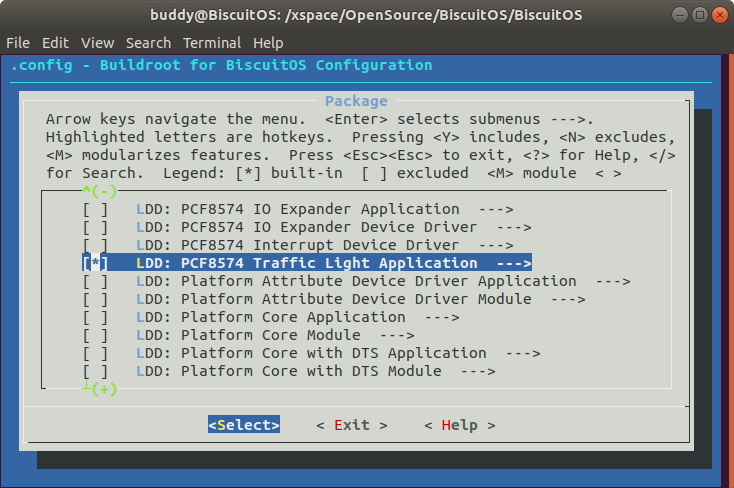 buddy@BiscuitOS: /xspace/OpenSource/BiscuitOS/BiscuitOS
File Edit View Search Terminal Help
.config - Buildroot for BiscuitOS Configuration
Package
Arrow keys navigate the menu. <Enter> selects submenus --->.
Highlighted letters are hotkeys. Pressing <Y> includes, <N> excludes,
<M> modularizes features. Press <Esc><Esc> to exit, <?> for Help, </>
for Search. Legend: [*] built-in [ ] excluded <M> module < >
^(-)
[ ] LDD: PCF8574 IO Expander Application --->
[ ] LDD: PCF8574 IO Expander Device Driver --->
[ ] LDD: PCF8574 Interrupt Device Driver --->
[*] LDD: PCF8574 Traffic Light Application --->
[ ] LDD: Platform Attribute Device Driver Application --->
[ ] LDD: Platform Attribute Device Driver Module --->
[ ] LDD: Platform Core Application --->
[ ] LDD: Platform Core Module --->
[ ] LDD: Platform Core with DTS Application --->
[ ] LDD: Platform Core with DTS Module --->
┴(+)
<Select> < Exit > < Help >